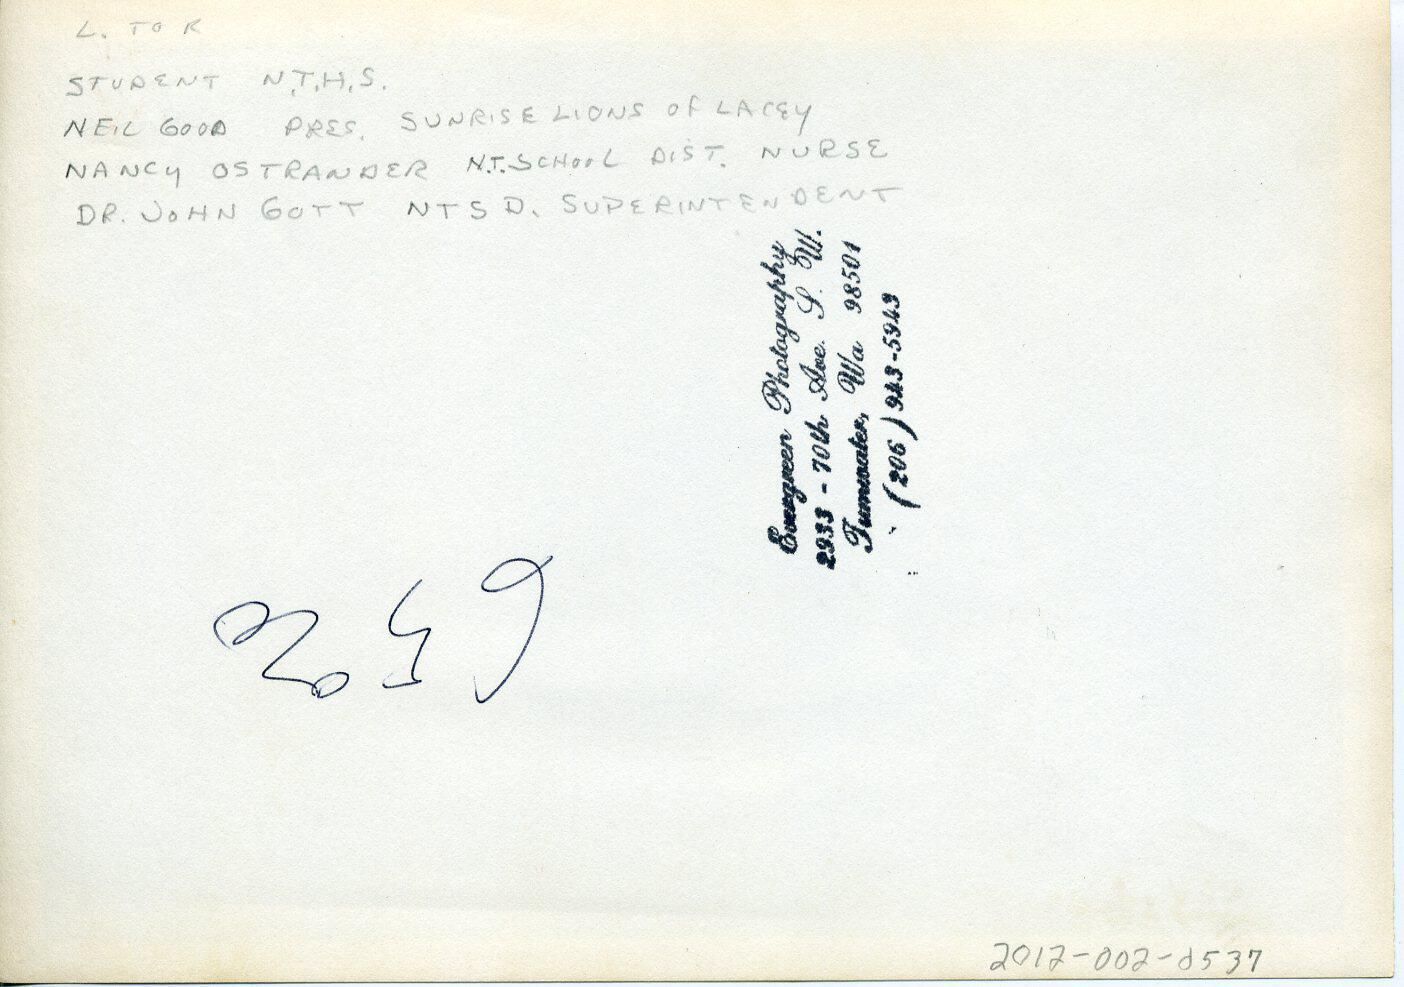 L. TO R
STUDENT N.T.H.S.
NEIL GOOD PRES. SUNRISE LIONS OF LACEY
NANCY OSTRANDER N.T. SCHOOL DIST. NURSE
DR. JOHN GOTT NTSD. SUPERINTENDENT
Evergreen Photography
2933 - 70th Ave. S. W.
Tumwater, Wa 98501
(206) 943-5943
2012-002-0537